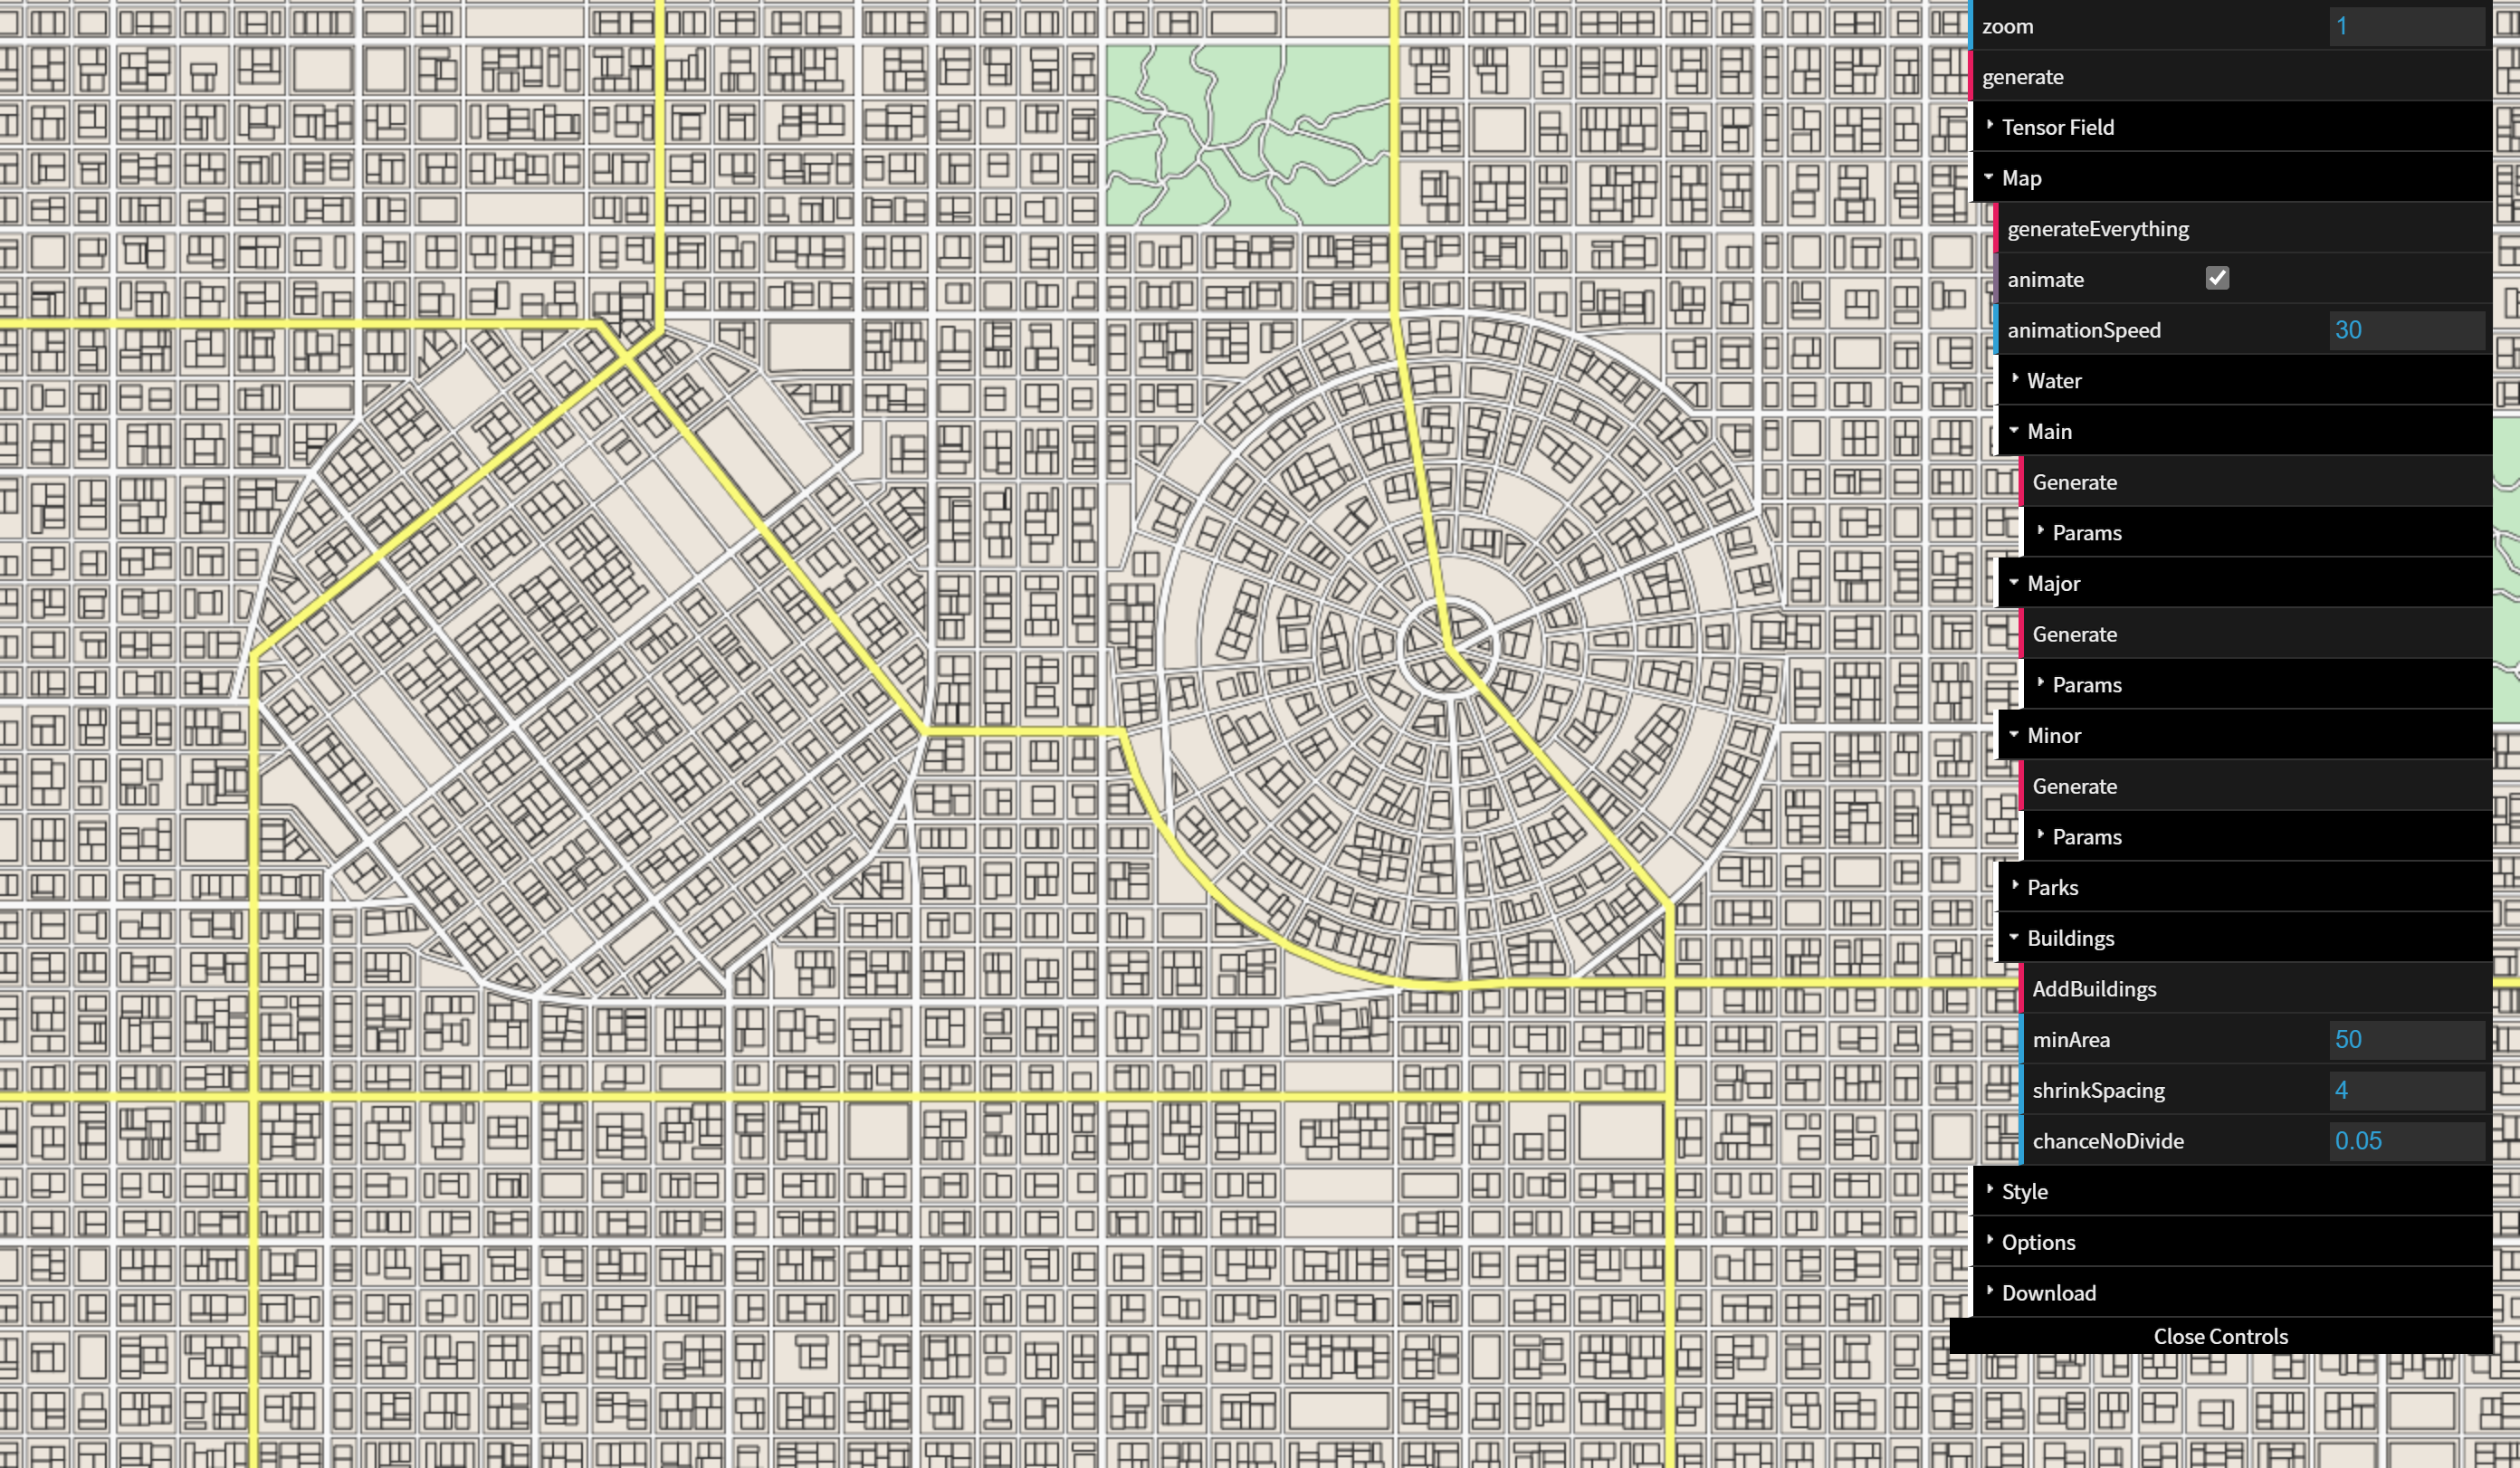 zoom 1
generate
Tensor Field
Map
generateEverything
animate
animationSpeed 30
Water
Main
Generate
Params
Major
Generate
Params
Minor
Generate
Params
Parks
Buildings
AddBuildings
minArea 50
shrinkSpacing 4
chanceNoDivide 0.05
Style
Options
Download
Close Controls